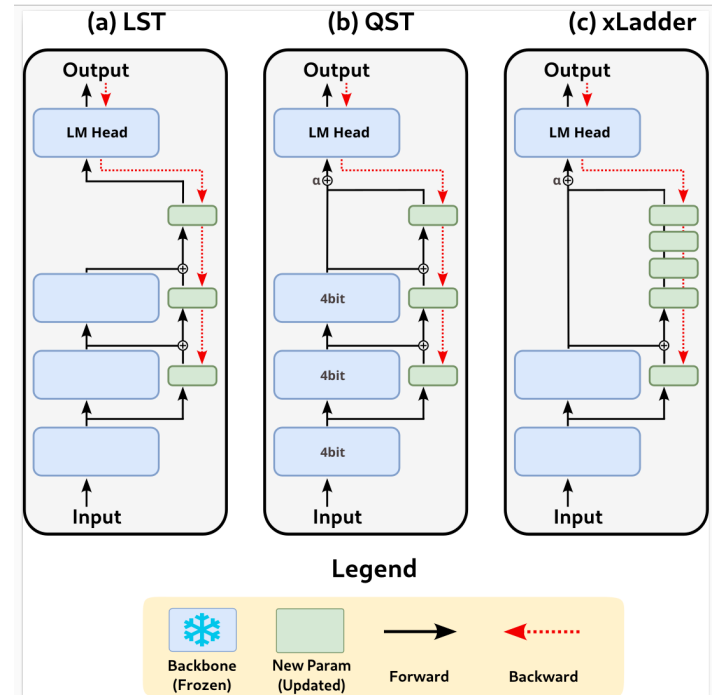 (a) LST
Output
LM Head
Input
(b) QST
Output
LM Head
α
4bit
4bit
4bit
Input
(c) xLadder
Output
LM Head
α
Input
Legend
Backbone
(Frozen)
New Param
(Updated)
Forward
Backward